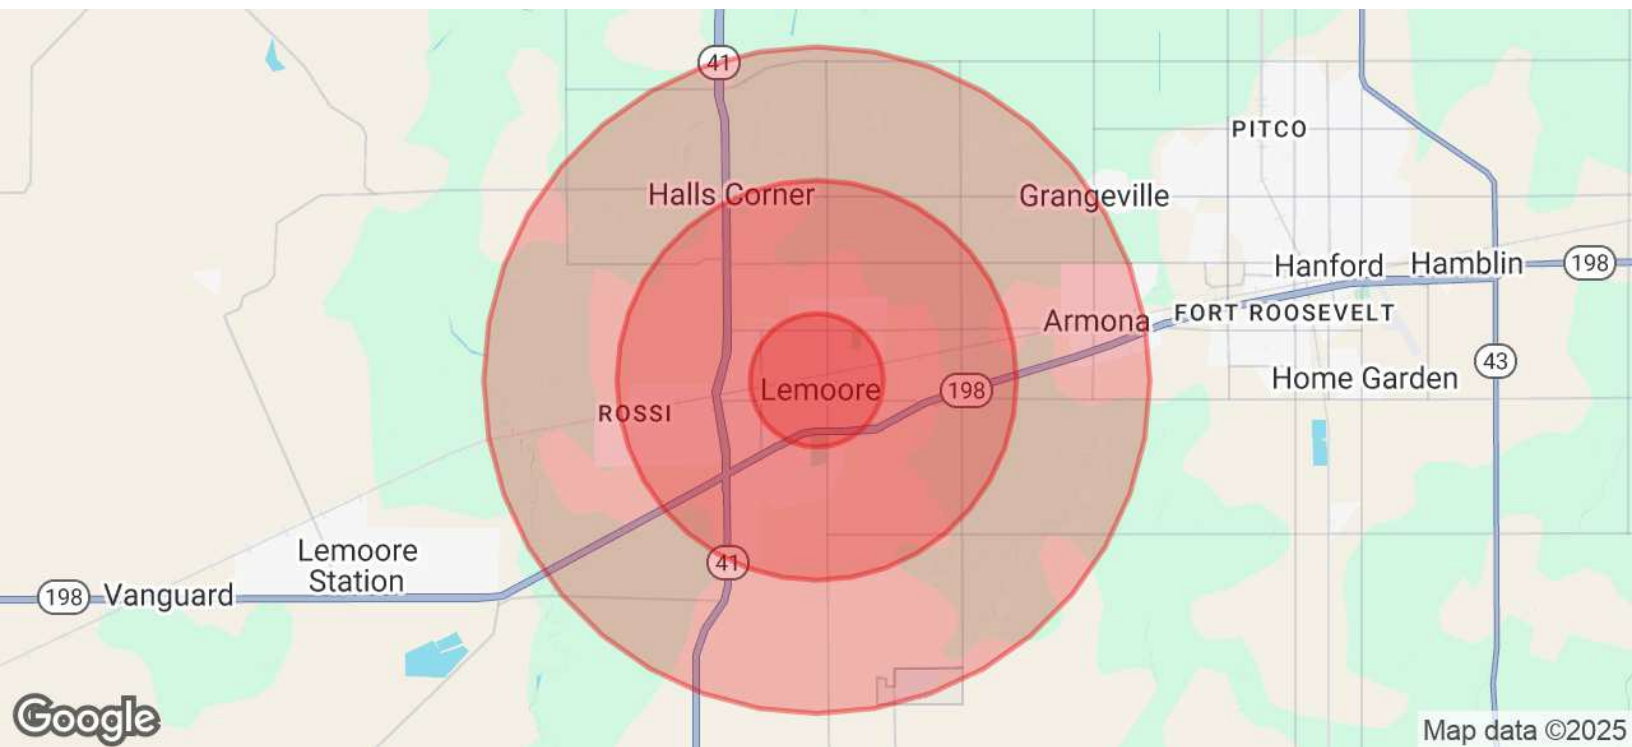 41
PITCO
Halls Corner
Grangeville
Hanford
Hamblin
198
FORT ROOSEVELT
Armona
43
Home Garden
Lemoore
198
ROSSI
Lemoore
Station
41
198
Vanguard
Google
Map data ©2025